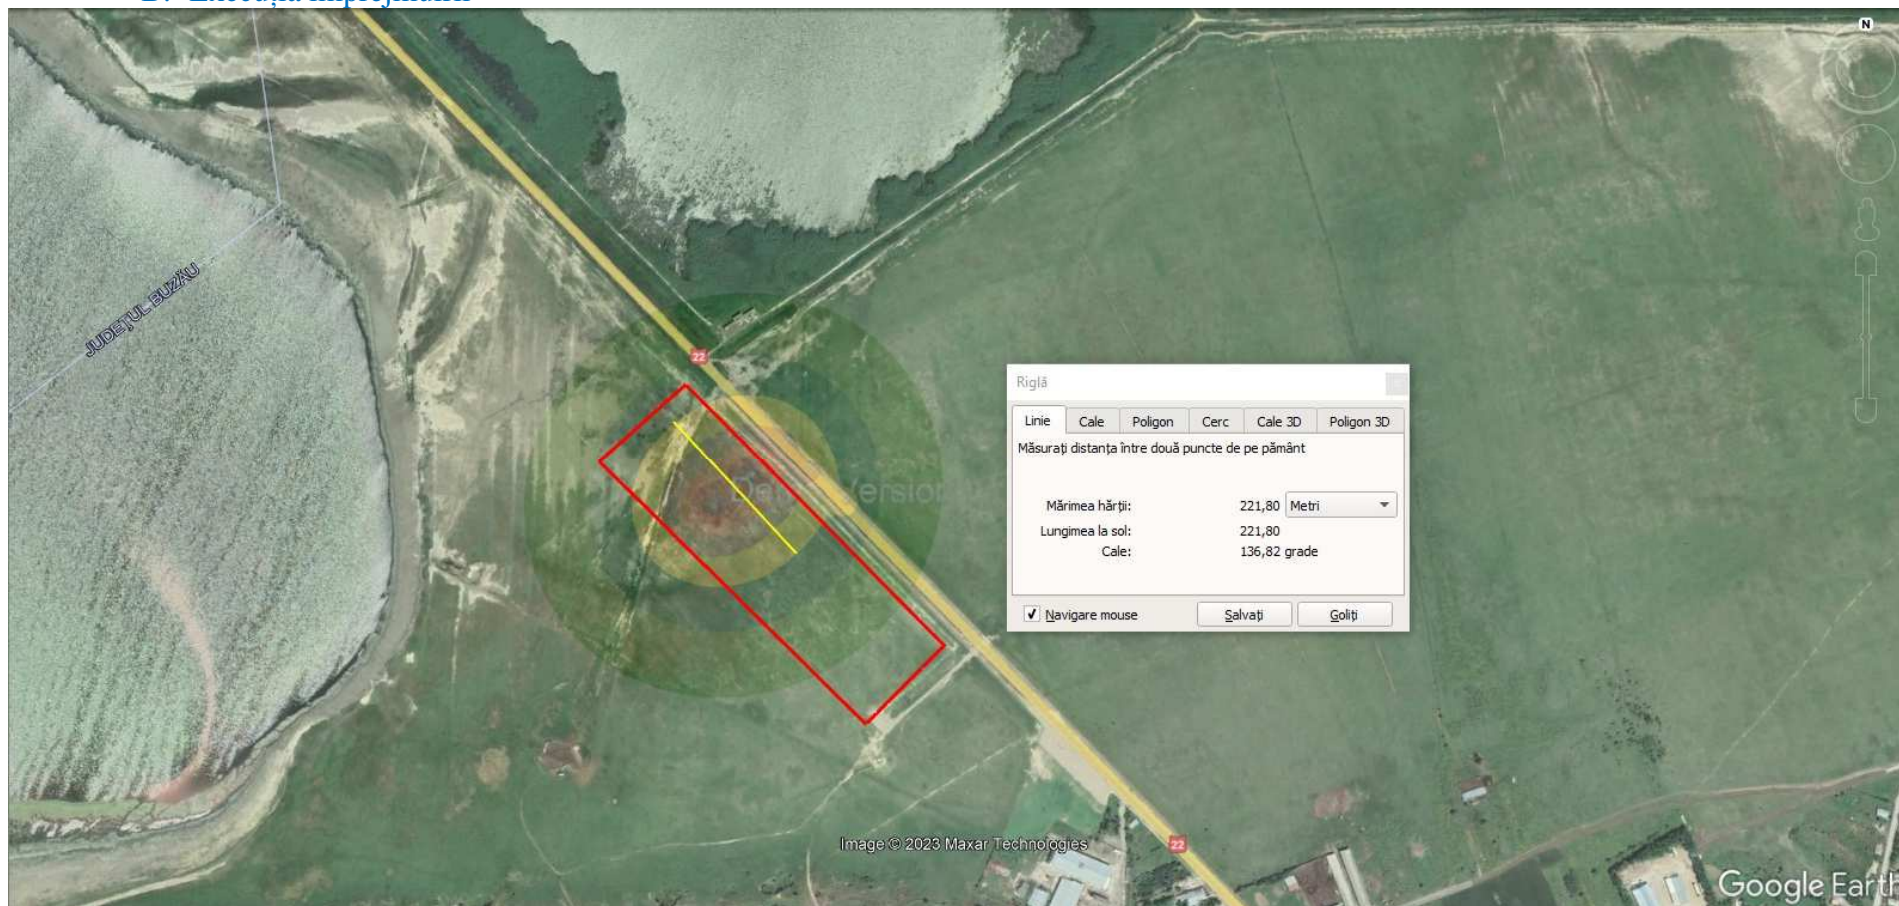 N
JUDEȚUL BUZĂU
22
Riglă
Linie Cale Poligon Cerc Cale 3D Poligon 3D
Măsurați distanța între două puncte de pe pământ
Mărimea hărții: 221,80 Metri
Lungimea la sol: 221,80
Cale: 136,82 grade
Navigare mouse Salvați Goliți
Image © 2023 Maxar Technologies
22
Google Earth